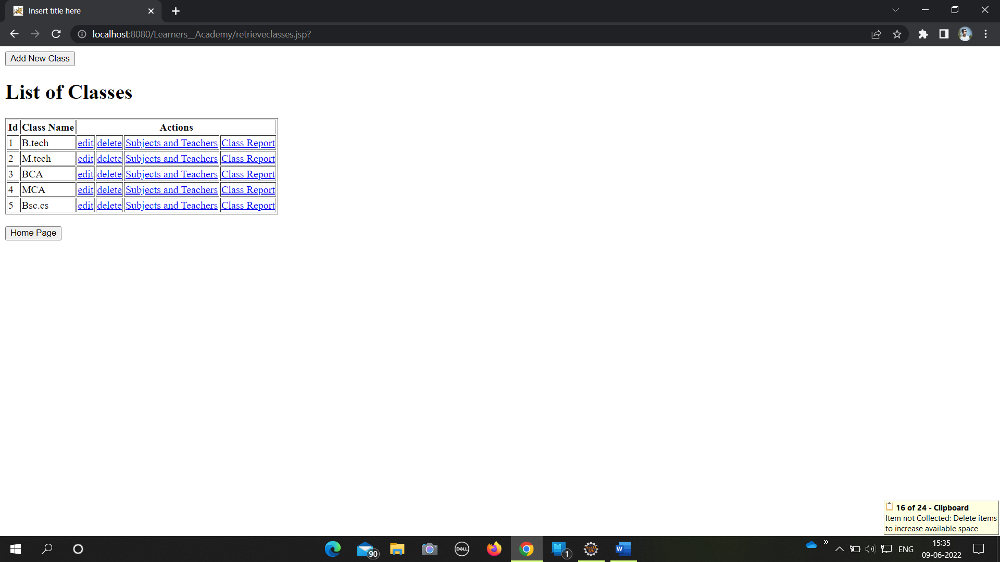 Insert title here
localhost:8080/Learners_Academy/retrieveclasses.jsp?
Add New Class
List of Classes
Id Class Name Actions
1 B.tech edit delete Subjects and Teachers Class Report
2 M.tech edit delete Subjects and Teachers Class Report
3 BCA edit delete Subjects and Teachers Class Report
4 MCA edit delete Subjects and Teachers Class Report
5 Bsc.cs edit delete Subjects and Teachers Class Report
Home Page
16 of 24 - Clipboard
Item not Collected: Delete items
to increase available space
90
DELL
1
W
ENG
15:35
09-06-2022